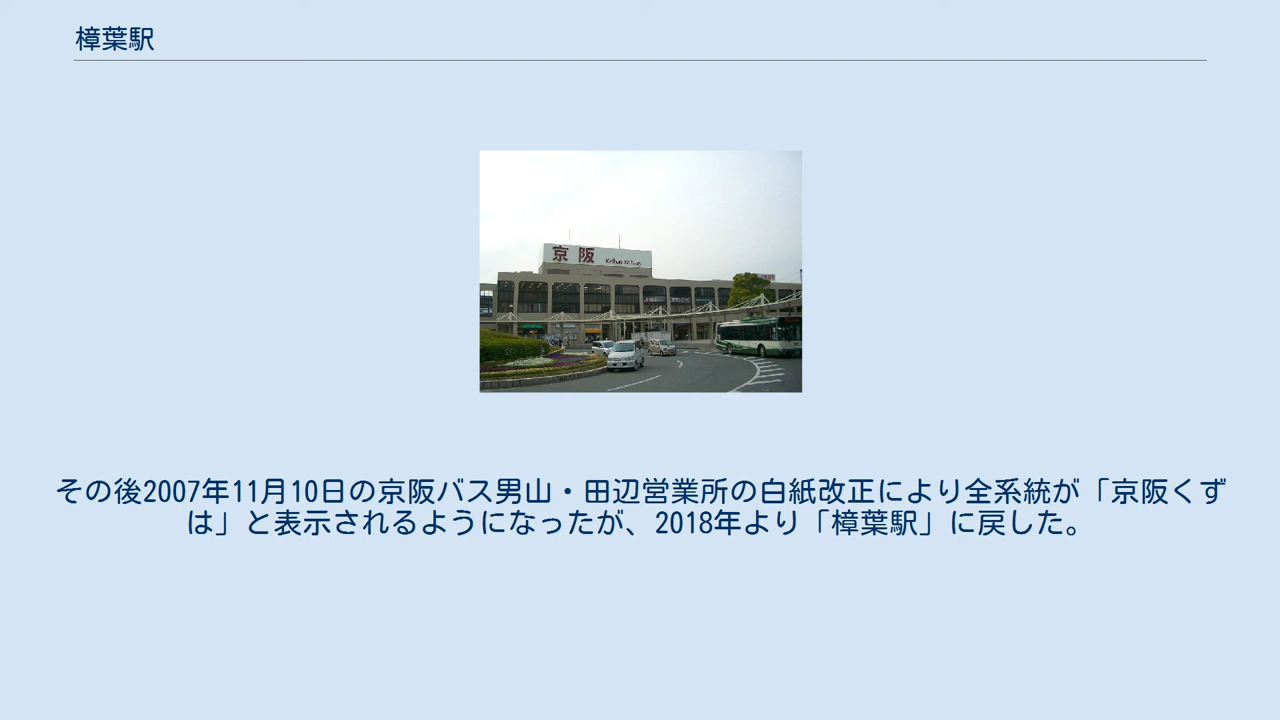 樟葉駅
京阪 Keihan Railway
その後2007年11月10日の京阪バス男山・田辺営業所の白紙改正により全系統が「京阪くず
は」と表示されるようになったが、2018年より「樟葉駅」に戻した。